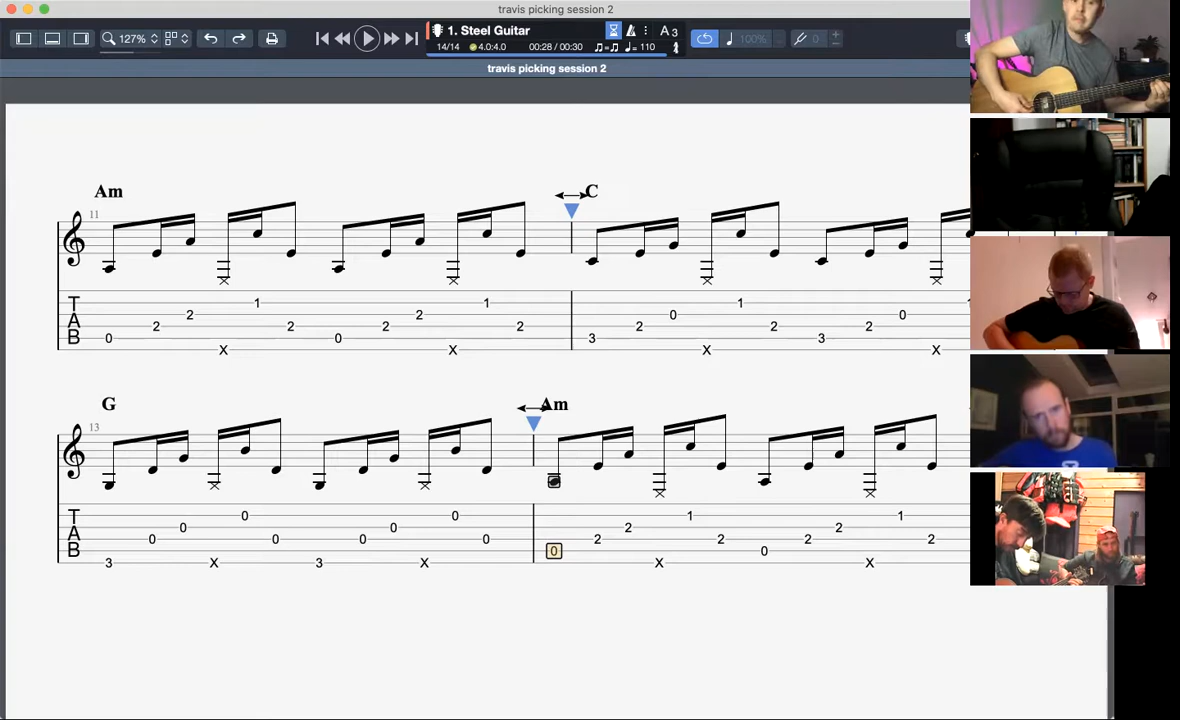 travis picking session 2
127%
1. Steel Guitar
14/14 4.0:4.0 00:28 / 00:30 ♫=♫ ♩= 110
A3
100%
0
travis picking session 2
Am C
11
T A B
0 2 2 X 1 2 0 2 2 X 1 2 3 2 0 X 1 2 3 2 0 X
G Am
13
T A B
3 0 0 X 0 0 3 0 0 X 0 0 0 2 2 X 1 2 0 2 2 X 1 2